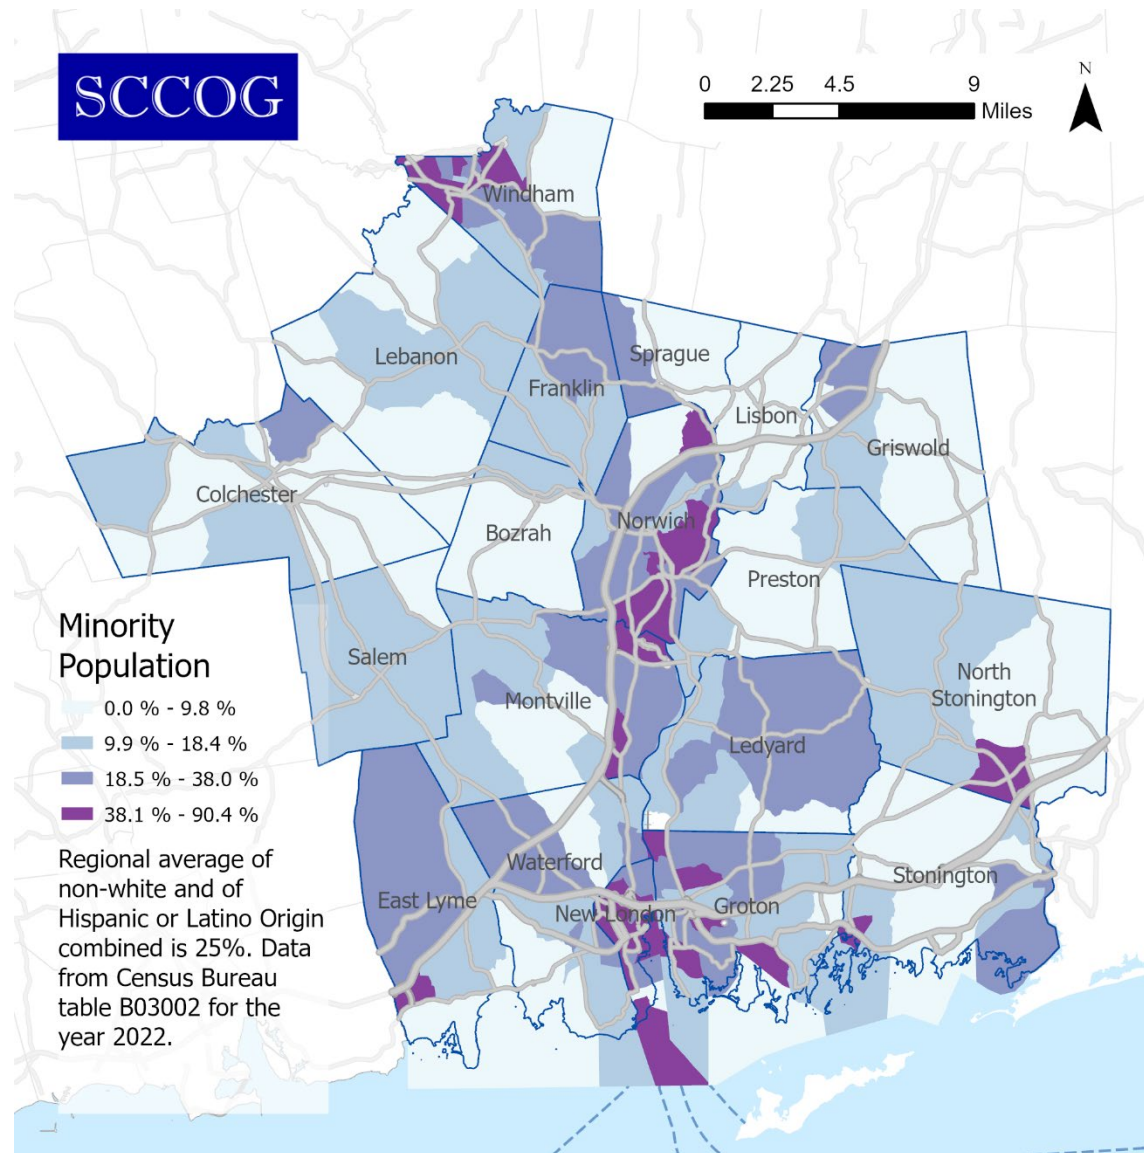 SCCOG
0 2.25 4.5 9
Miles
N
Windham
Lebanon
Sprague
Franklin
Lisbon
Griswold
Colchester
Norwich
Bozrah
Preston
Salem
North
Stonington
Montville
Ledyard
Waterford
Stonington
East Lyme
New London
Groton
Minority
Population
0.0 % - 9.8 %
9.9 % - 18.4 %
18.5 % - 38.0 %
38.1 % - 90.4 %
Regional average of
non-white and of
Hispanic or Latino Origin
combined is 25%. Data
from Census Bureau
table B03002 for the
year 2022.